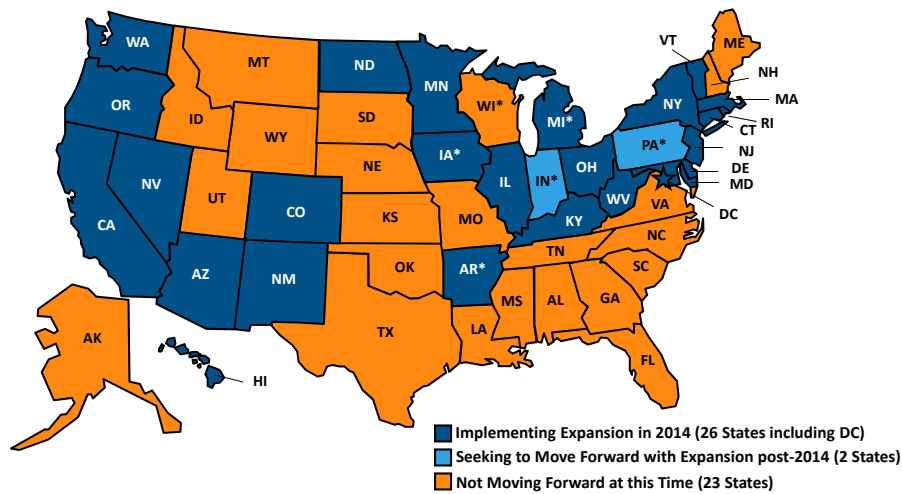 WA
MT
ND
MN
VT
ME
NH
OR
ID
SD
WI*
MI*
NY
MA
RI
CT
WY
NE
IA*
PA*
NJ
DE
MD
DC
NV
UT
CO
KS
MO
IL
IN*
OH
WV
VA
KY
CA
AZ
NM
OK
AR*
TN
NC
SC
MS
AL
GA
TX
LA
FL
AK
HI
Implementing Expansion in 2014 (26 States including DC)
Seeking to Move Forward with Expansion post-2014 (2 States)
Not Moving Forward at this Time (23 States)